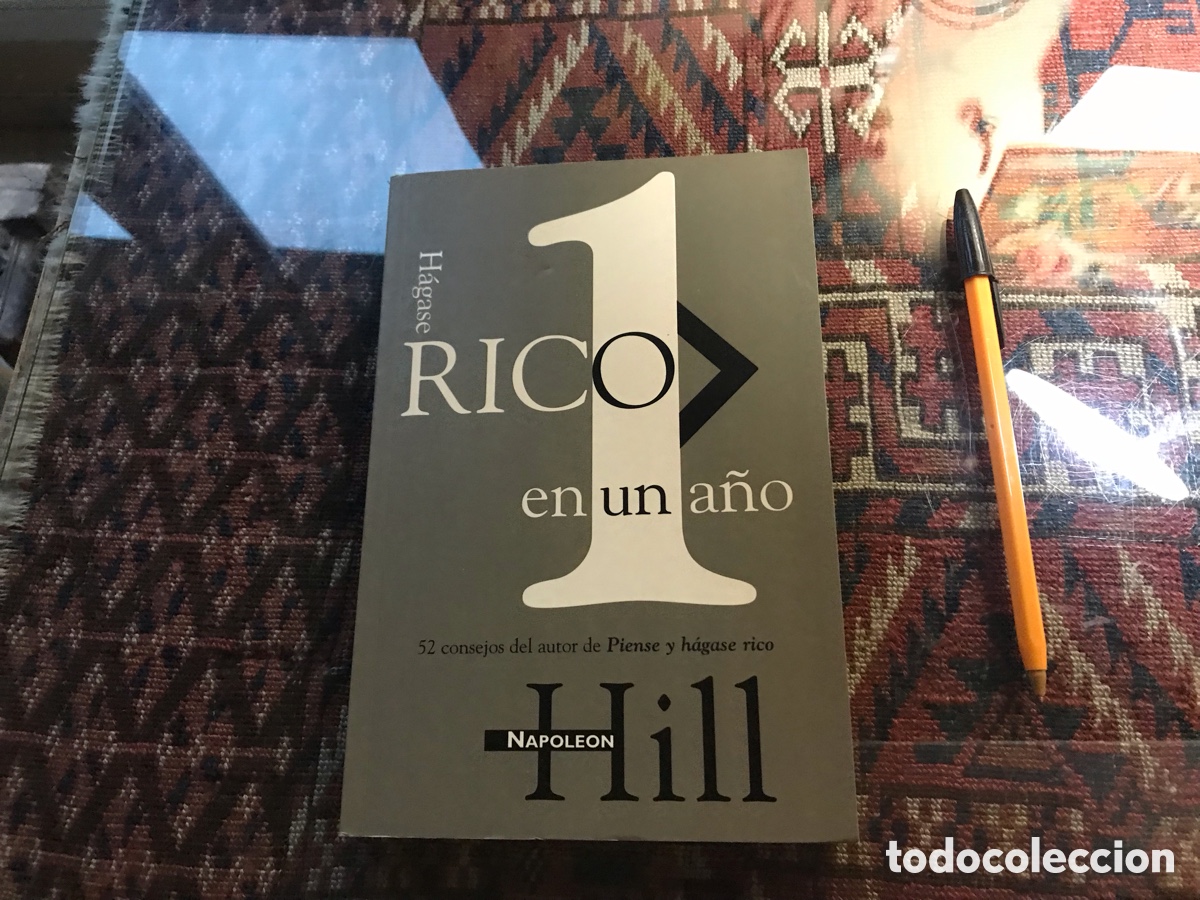 Hágase
RICO
1
en un año
52 consejos del autor de Piense y hágase rico
NAPOLEON
Hill
todocoleccion